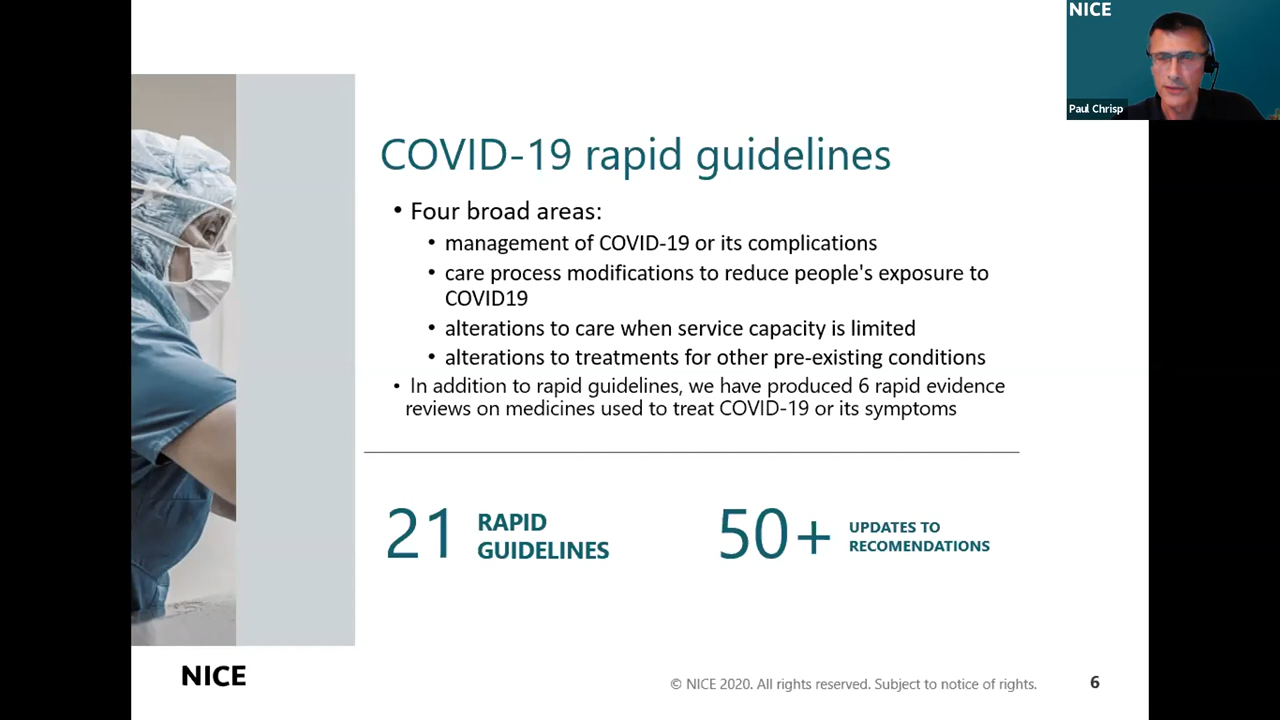 NICE
Paul Chrisp
COVID-19 rapid guidelines
• Four broad areas:
• management of COVID-19 or its complications
• care process modifications to reduce people's exposure to
COVID19
• alterations to care when service capacity is limited
• alterations to treatments for other pre-existing conditions
• In addition to rapid guidelines, we have produced 6 rapid evidence
reviews on medicines used to treat COVID-19 or its symptoms
21
RAPID
GUIDELINES
50+
UPDATES TO
RECOMENDATIONS
NICE
© NICE 2020. All rights reserved. Subject to notice of rights.
6